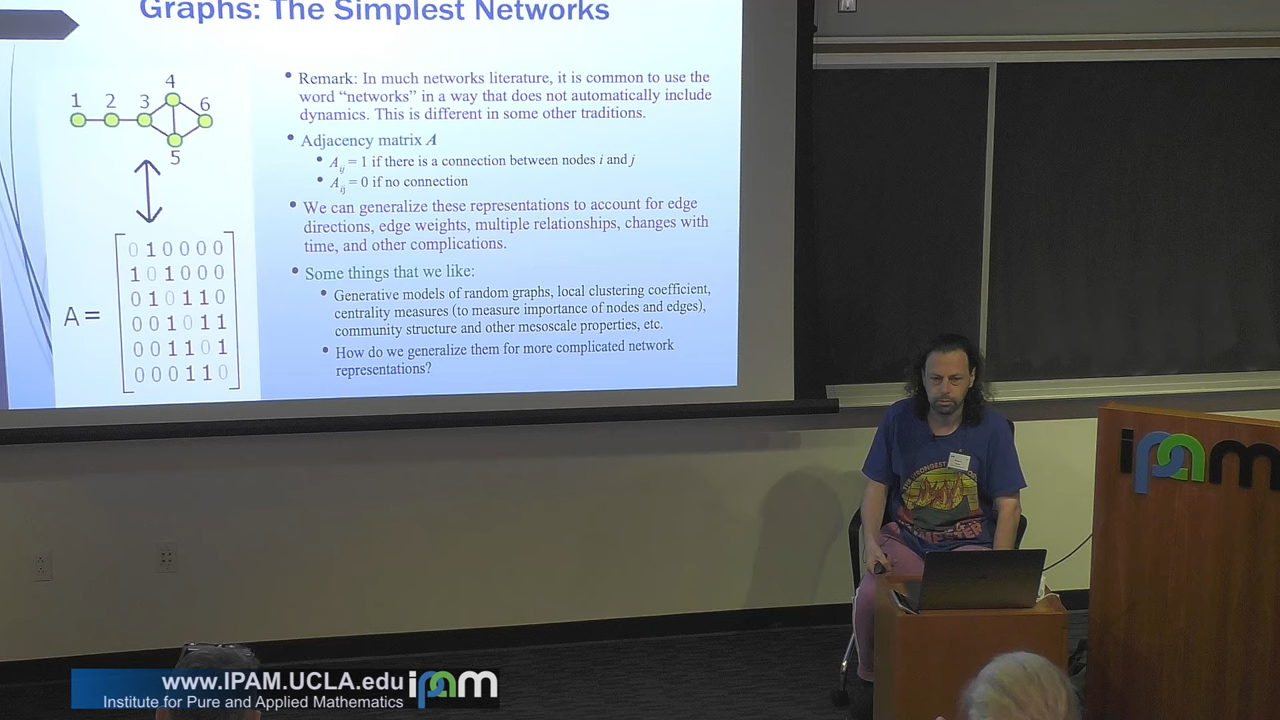 Graphs: The Simplest Networks
• Remark: In much networks literature, it is common to use the
word “networks” in a way that does not automatically include
dynamics. This is different in some other traditions.
• Adjacency matrix A
• Aij = 1 if there is a connection between nodes i and j
• Aij = 0 if no connection
• We can generalize these representations to account for edge
directions, edge weights, multiple relationships, changes with
time, and other complications.
• Some things that we like:
• Generative models of random graphs, local clustering coefficient,
centrality measures (to measure importance of nodes and edges),
community structure and other mesoscale properties, etc.
• How do we generalize them for more complicated network
representations?
1 2 3 4 5 6
A =
0 1 0 0 0 0
1 0 1 0 0 0
0 1 0 1 1 0
0 0 1 0 1 1
0 0 1 1 0 1
0 0 0 1 1 0
ipam
www.IPAM.UCLA.edu
Institute for Pure and Applied Mathematics
ipam